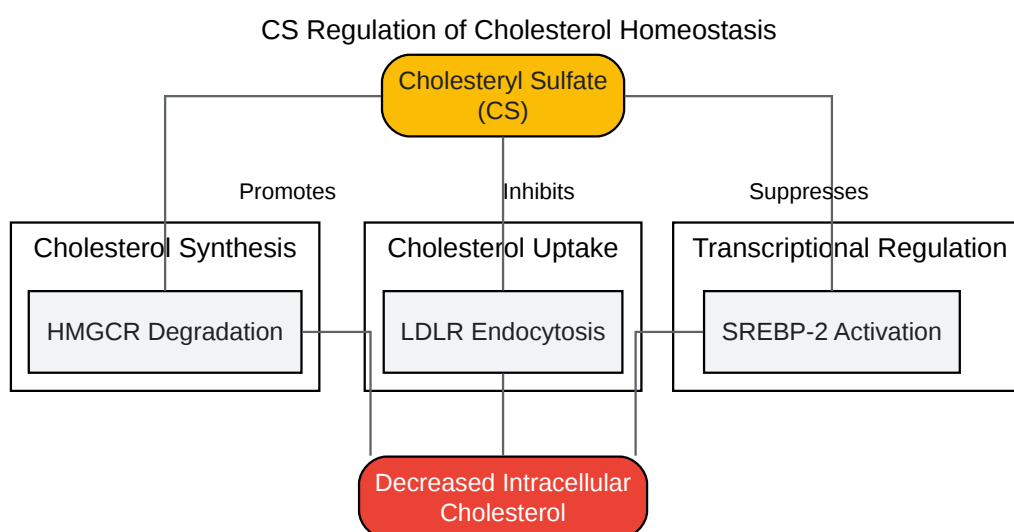 CS Regulation of Cholesterol Homeostasis
Cholesteryl Sulfate
(CS)
Promotes
Inhibits
Suppresses
Cholesterol Synthesis
Cholesterol Uptake
Transcriptional Regulation
HMGCR Degradation
LDLR Endocytosis
SREBP-2 Activation
Decreased Intracellular
Cholesterol